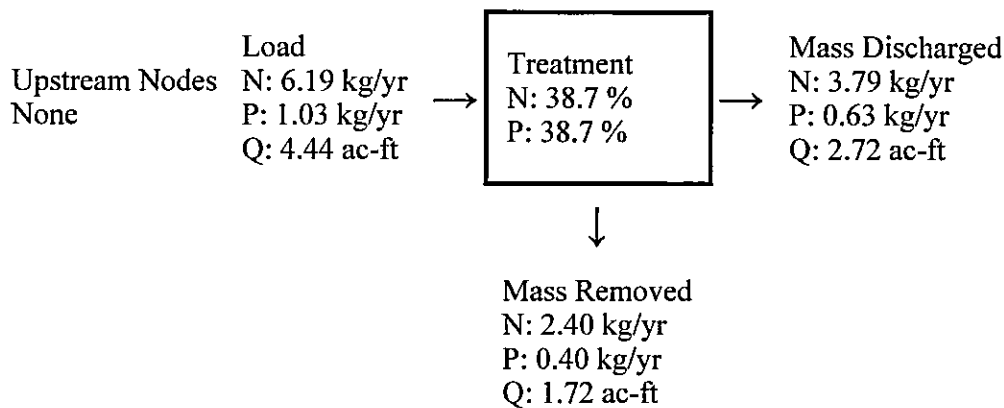 Upstream Nodes
None
Load
N: 6.19 kg/yr
P: 1.03 kg/yr
Q: 4.44 ac-ft
→
Treatment
N: 38.7 %
P: 38.7 %
→
Mass Discharged
N: 3.79 kg/yr
P: 0.63 kg/yr
Q: 2.72 ac-ft
↓
Mass Removed
N: 2.40 kg/yr
P: 0.40 kg/yr
Q: 1.72 ac-ft